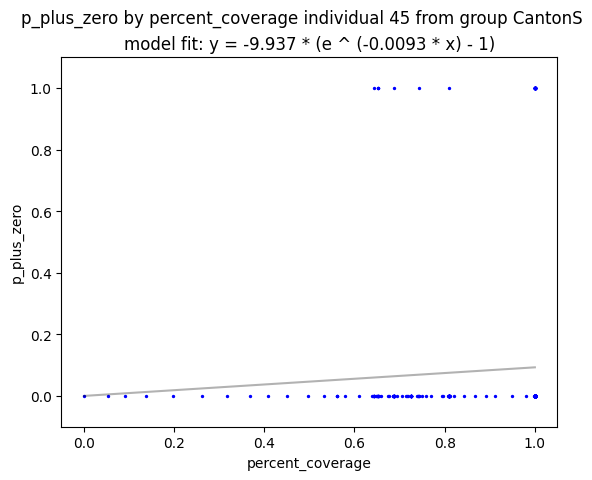 p_plus_zero by percent_coverage individual 45 from group CantonS
model fit: y = -9.937 * (e ^ (-0.0093 * x) - 1)
1.0
0.8
0.6
0.4
0.2
0.0
p_plus_zero
0.0 0.2 0.4 0.6 0.8 1.0
percent_coverage